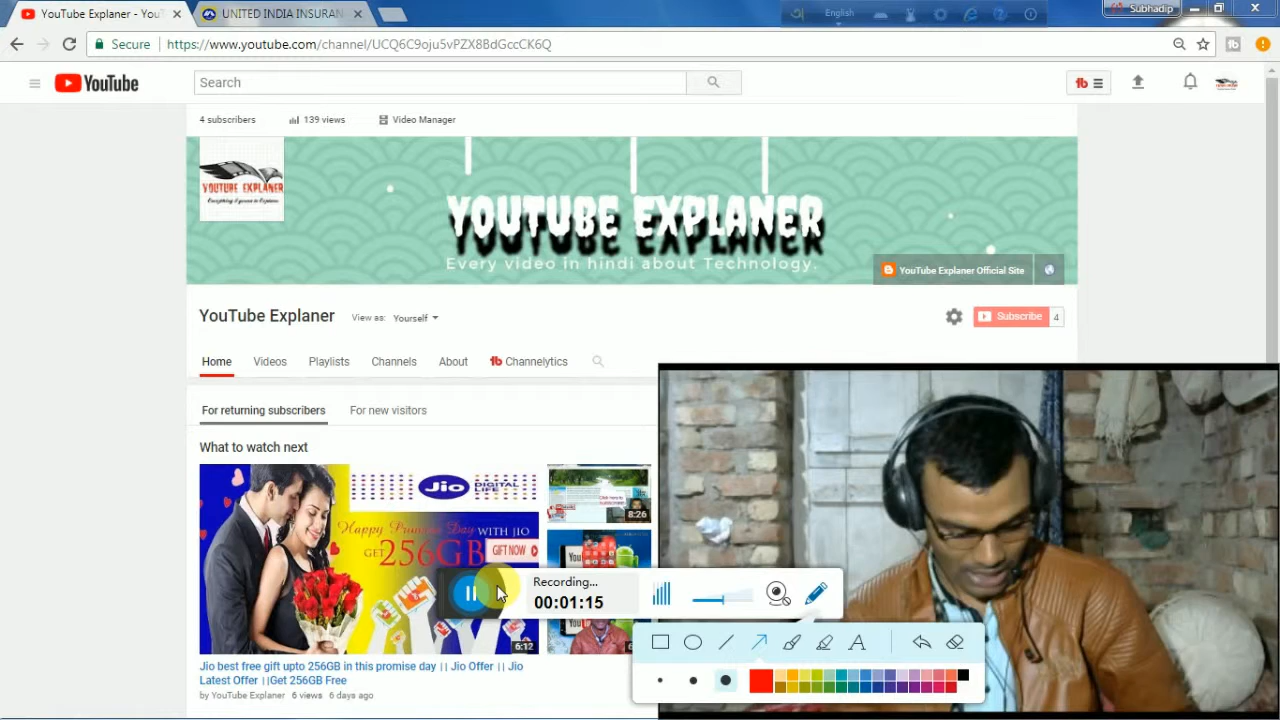 YouTube Explaner - YouT
UNITED INDIA INSURAN
English
Subhadip
Secure
https://www.youtube.com/channel/UCQ6C9oju5vPZX88dGccCK6Q
YouTube
Search
4 subscribers
139 views
Video Manager
YOUTUBE EXPLANER
YOUTUBE EXPLANER
Every video in hindi about Technology.
YouTube Explaner Official Site
YouTube Explaner
View as:
Yourself
Subscribe
4
Home
Videos
Playlists
Channels
About
Channelytics
For returning subscribers
For new visitors
What to watch next
Jio
DIGITAL
LIFE
Happy Promise Day WITH JIO
GET 256GB
GIFT NOW
8:26
6:12
Recording...
00:01:15
A
Jio best free gift upto 256GB in this promise day || Jio Offer || Jio
Latest Offer ||Get 256GB Free
by YouTube Explaner
6 views
6 days ago